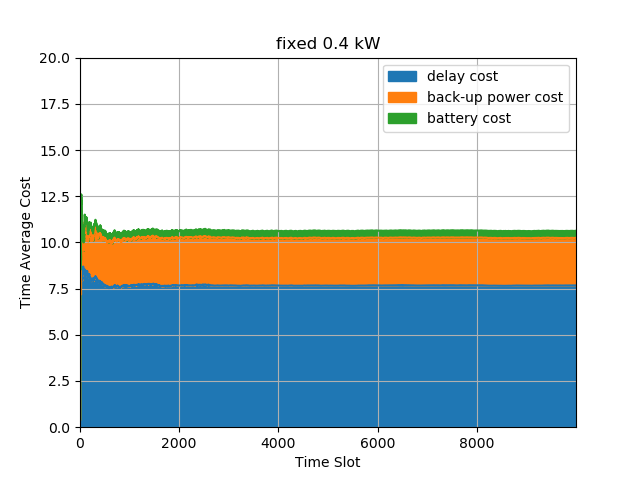 fixed 0.4 kW
20.0
17.5
15.0
12.5
10.0
7.5
5.0
2.5
0.0
Time Average Cost
delay cost
back-up power cost
battery cost
0 2000 4000 6000 8000
Time Slot